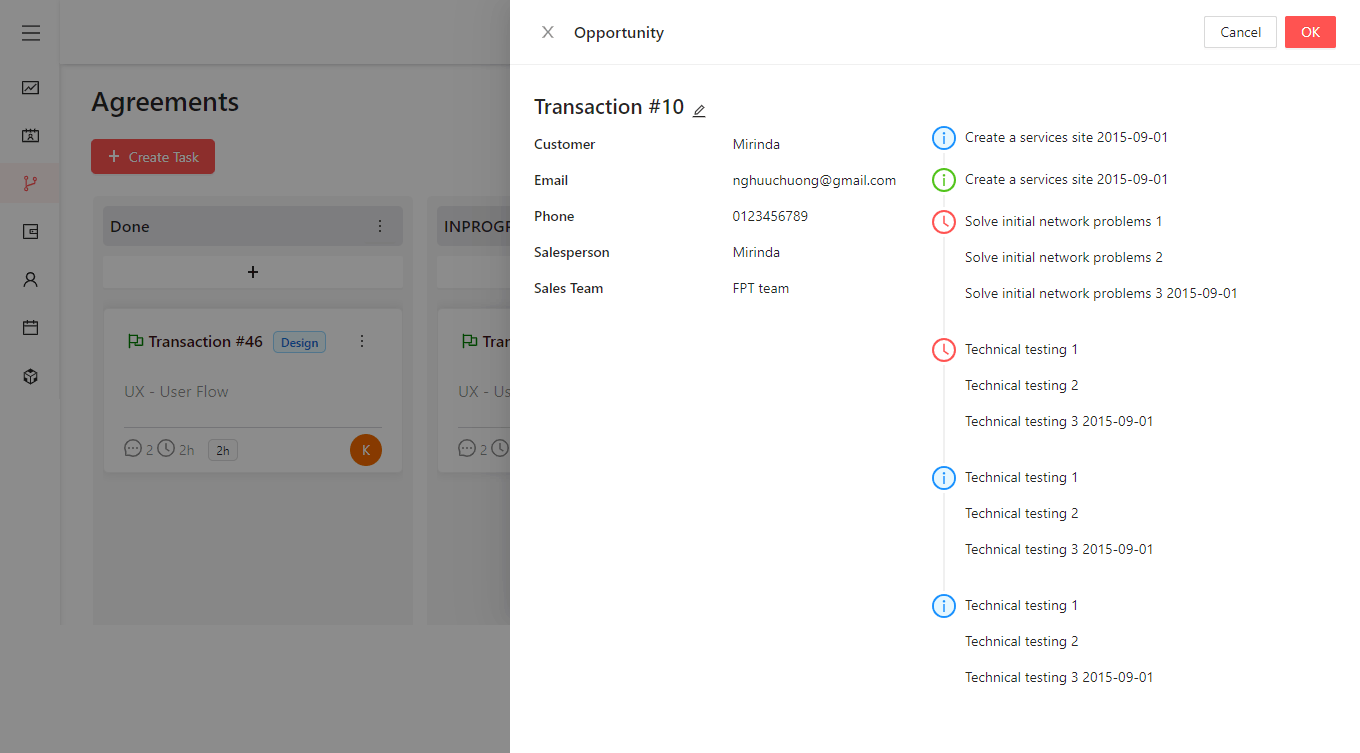 Agreements
+ Create Task
Done
+
Transaction #46
Design
UX - User Flow
2
2h
2h
K
INPROGR
Tran
UX - Us
2
X
Opportunity
Cancel
OK
Transaction #10
Customer
Mirinda
Email
nghuuchuong@gmail.com
Phone
0123456789
Salesperson
Mirinda
Sales Team
FPT team
Create a services site 2015-09-01
Create a services site 2015-09-01
Solve initial network problems 1
Solve initial network problems 2
Solve initial network problems 3 2015-09-01
Technical testing 1
Technical testing 2
Technical testing 3 2015-09-01
Technical testing 1
Technical testing 2
Technical testing 3 2015-09-01
Technical testing 1
Technical testing 2
Technical testing 3 2015-09-01